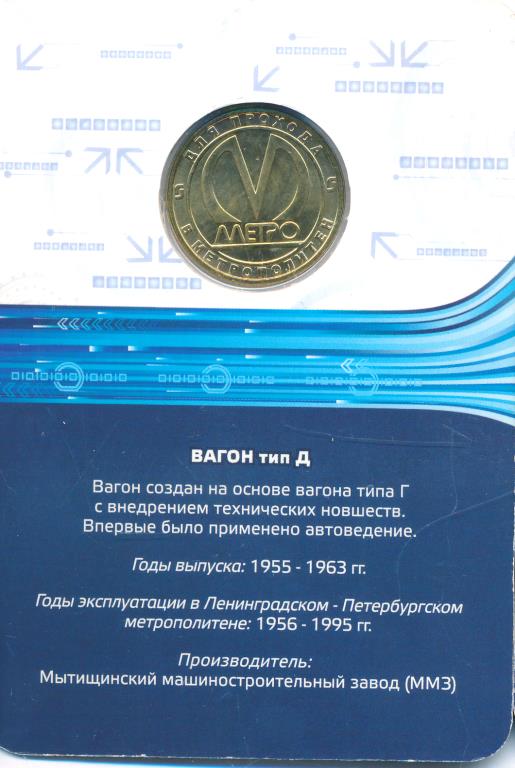 ДЛЯ ПРОХОДА
МЕТРО
В МЕТРОПОЛИТЕН
ВАГОН тип Д
Вагон создан на основе вагона типа Г
с внедрением технических новшеств.
Впервые было применено автоведение.
Годы выпуска: 1955 - 1963 гг.
Годы эксплуатации в Ленинградском - Петербургском
метрополитене: 1956 - 1995 гг.
Производитель:
Мытищинский машиностроительный завод (ММЗ)